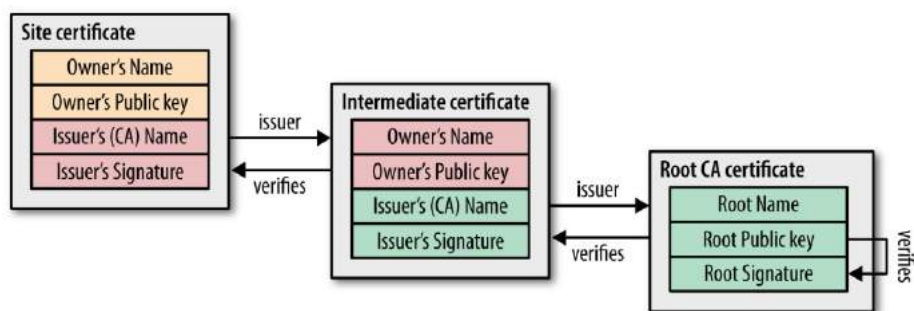 Site certificate
Owner's Name
Owner's Public key
Issuer's (CA) Name
Issuer's Signature
issuer
verifies
Intermediate certificate
Owner's Name
Owner's Public key
Issuer's (CA) Name
Issuer's Signature
issuer
verifies
Root CA certificate
Root Name
Root Public key
Root Signature
verifies